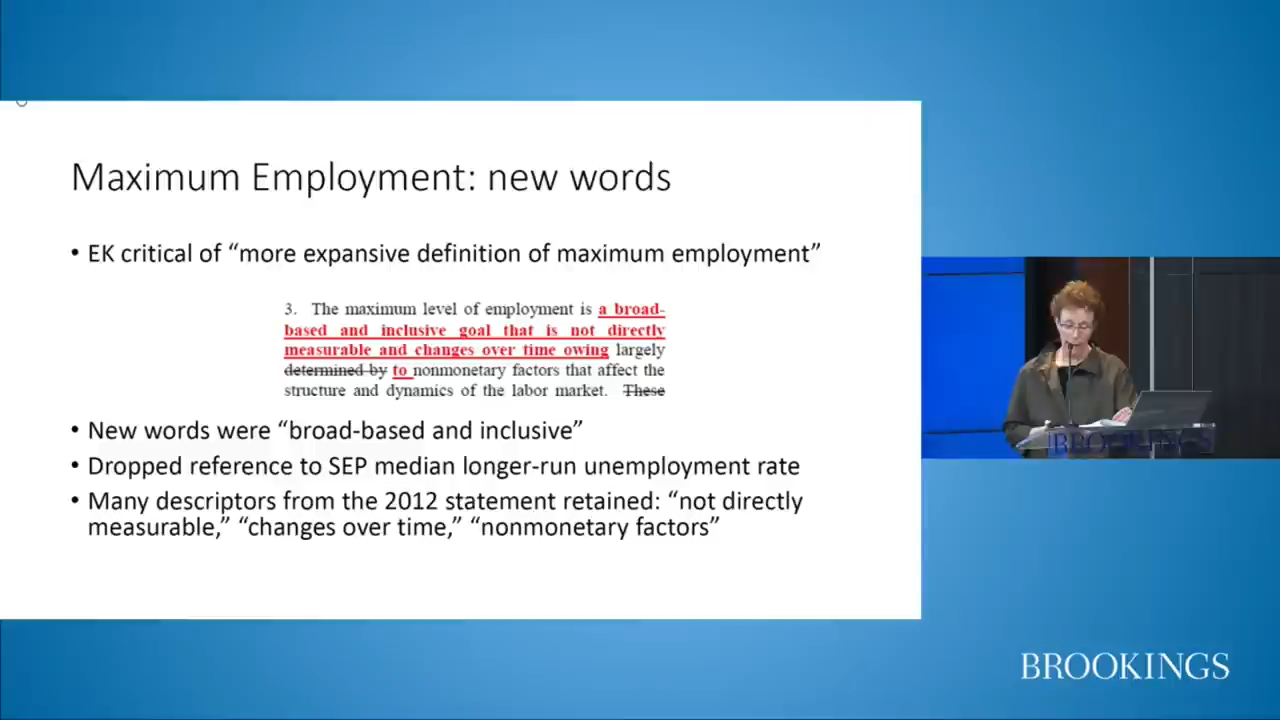 Maximum Employment: new words
• EK critical of “more expansive definition of maximum employment”
3. The maximum level of employment is a broad-
based and inclusive goal that is not directly
measurable and changes over time owing largely
determined by to nonmonetary factors that affect the
structure and dynamics of the labor market. These
• New words were “broad-based and inclusive”
• Dropped reference to SEP median longer-run unemployment rate
• Many descriptors from the 2012 statement retained: “not directly
measurable,” “changes over time,” “nonmonetary factors”
BROOKINGS
BROOKINGS